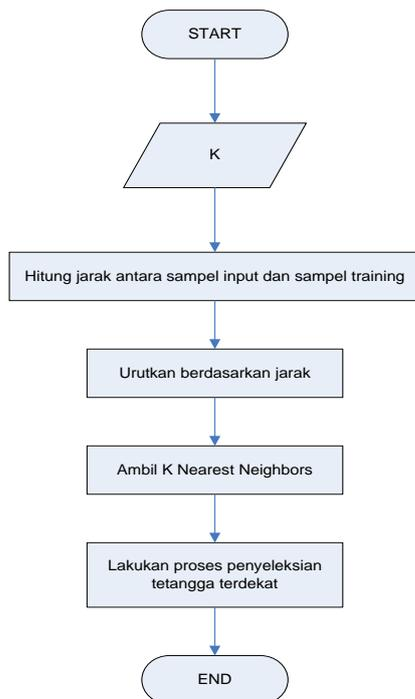 START
K
Hitung jarak antara sampel input dan sampel training
Urutkan berdasarkan jarak
Ambil K Nearest Neighbors
Lakukan proses penyeleksian
tetangga terdekat
END